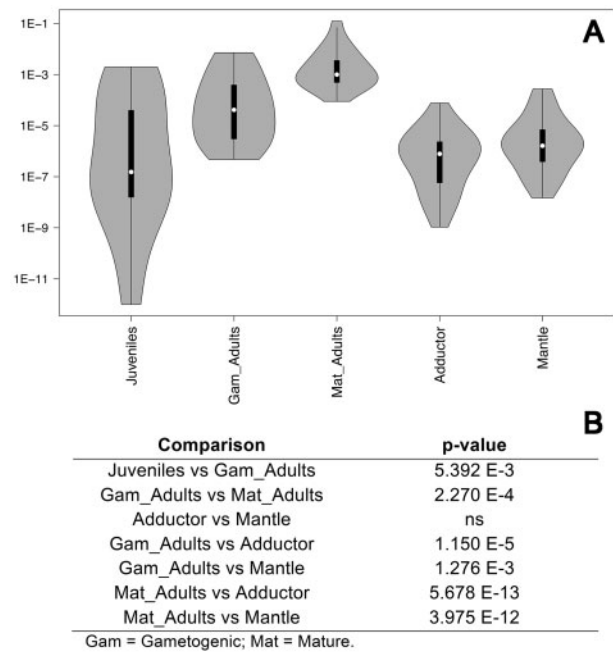 A
1E-1
1E-3
1E-5
1E-7
1E-9
1E-11
Juveniles
Gam_Adults
Mat_Adults
Adductor
Mantle
B
Comparison p-value
Juveniles vs Gam_Adults 5.392 E-3
Gam_Adults vs Mat_Adults 2.270 E-4
Adductor vs Mantle ns
Gam_Adults vs Adductor 1.150 E-5
Gam_Adults vs Mantle 1.276 E-3
Mat_Adults vs Adductor 5.678 E-13
Mat_Adults vs Mantle 3.975 E-12
Gam = Gametogenic; Mat = Mature.